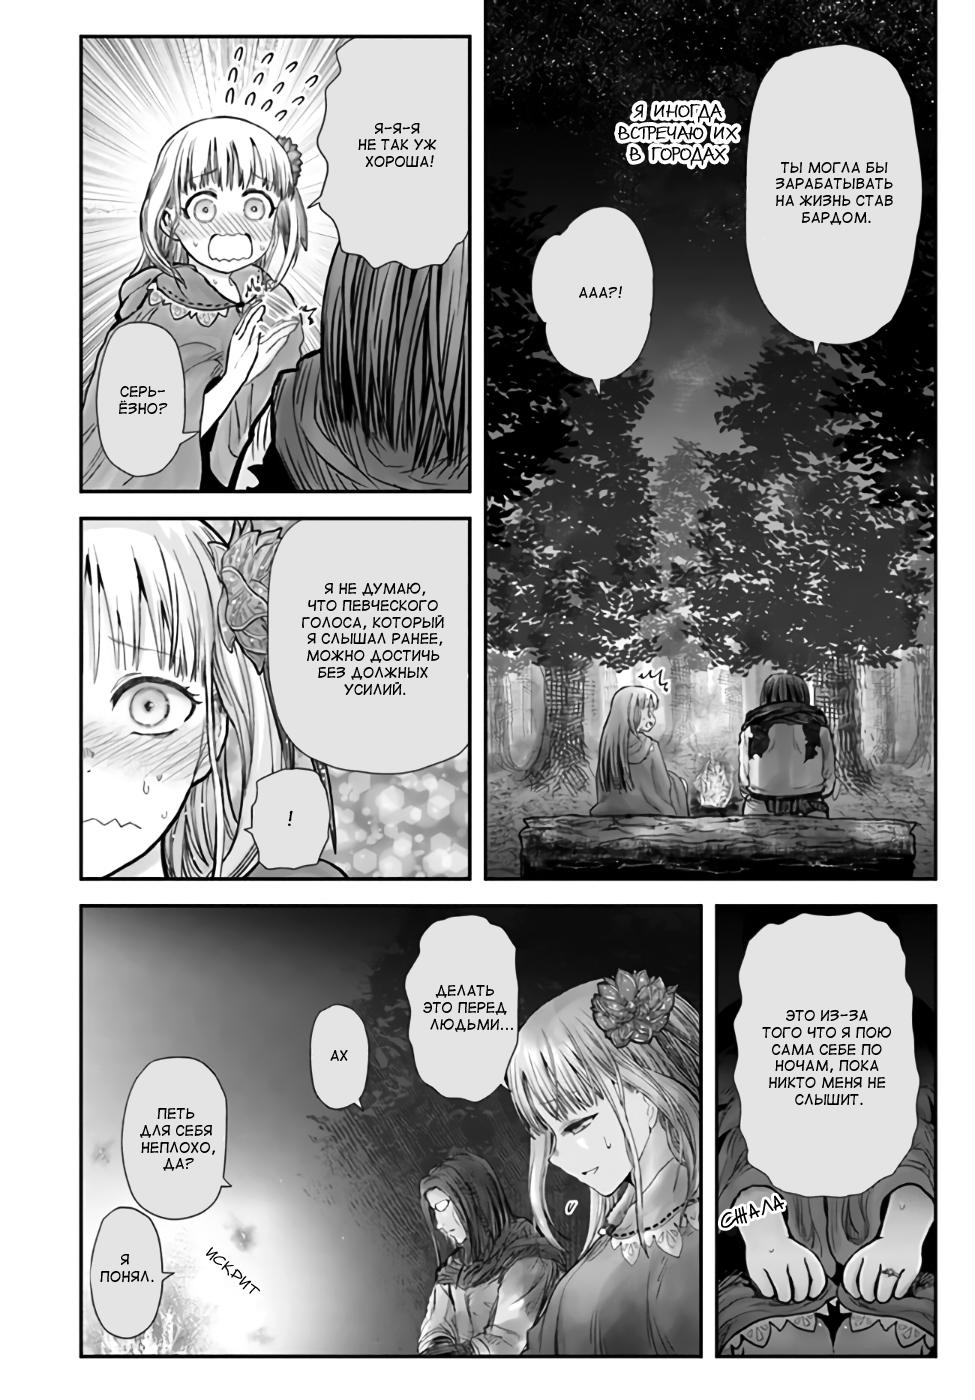 ТЫ МОГЛА БЫ
ЗАРАБАТЫВАТЬ
НА ЖИЗНЬ СТАВ
БАРДОМ.
Я ИНОГДА
ВСТРЕЧАЮ ИХ
В ГОРОДАХ
ААА?!
Я-Я-Я
НЕ ТАК УЖ
ХОРОША!
СЕРЬ-
ЁЗНО?
Я НЕ ДУМАЮ,
ЧТО ПЕВЧЕСКОГО
ГОЛОСА, КОТОРЫЙ
Я СЛЫШАЛ РАНЕЕ,
МОЖНО ДОСТИЧЬ
БЕЗ ДОЛЖНЫХ
УСИЛИЙ.
!
ЭТО ИЗ-ЗА
ТОГО ЧТО Я ПОЮ
САМА СЕБЕ ПО
НОЧАМ, ПОКА
НИКТО МЕНЯ НЕ
СЛЫШИТ.
СЖАЛА
ДЕЛАТЬ
ЭТО ПЕРЕД
ЛЮДЬМИ...
АХ
ПЕТЬ
ДЛЯ СЕБЯ
НЕПЛОХО,
ДА?
ИСКРИТ
Я
ПОНЯЛ.